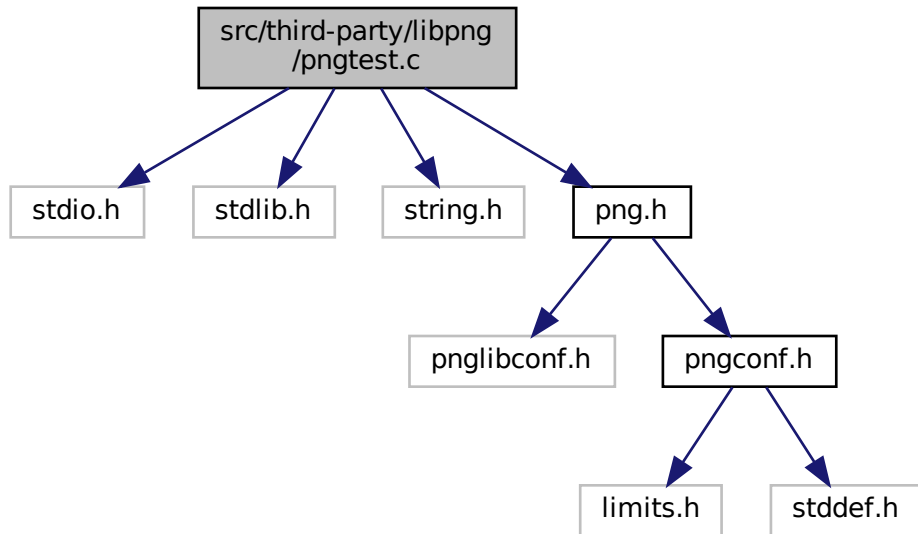 src/third-party/libpng
/pngtest.c
stdio.h
stdlib.h
string.h
png.h
pnglibconf.h
pngconf.h
limits.h
stddef.h